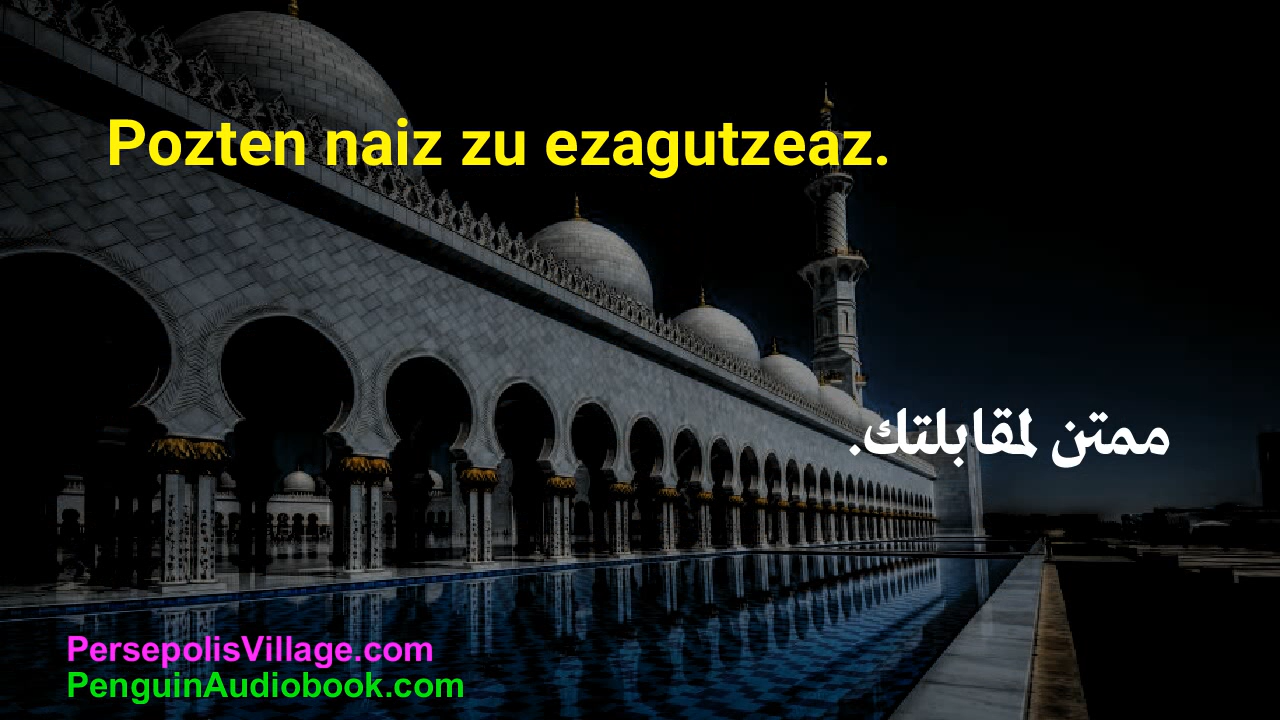 Pozten naiz zu ezagutzeaz.
ممتن لمقابلتك.
PersepolisVillage.com
PenguinAudiobook.com